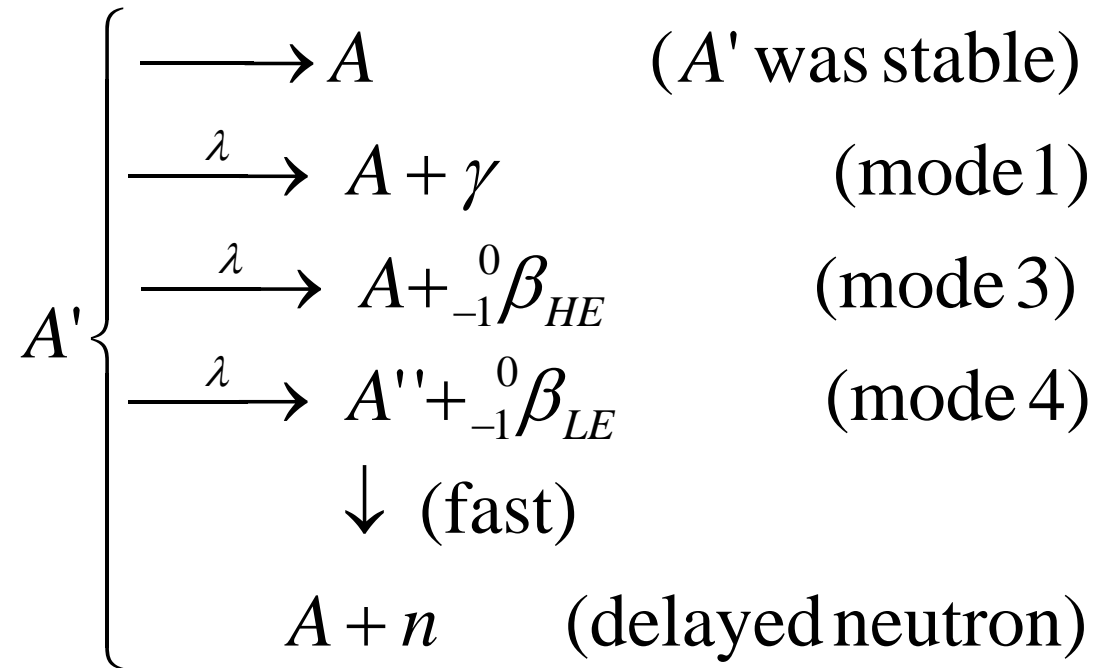 ⟶ A (A' was stable)
λ ⟶ A + γ (mode 1)
λ ⟶ A + ⁰₋₁β_HE (mode 3)
A' { λ ⟶ A'' + ⁰₋₁β_LE (mode 4)
↓ (fast)
A + n (delayed neutron)